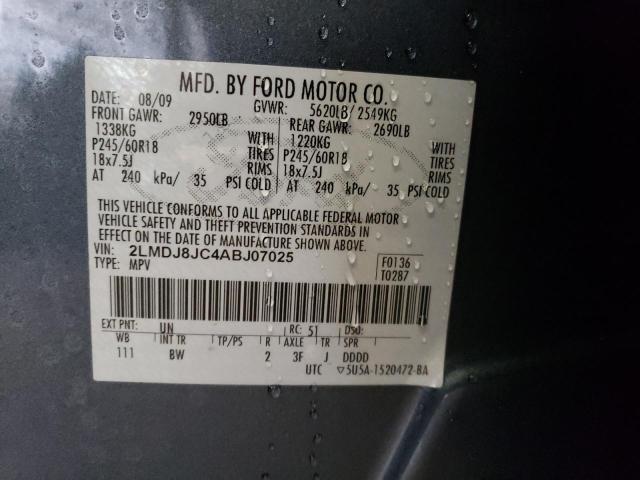 MFD. BY FORD MOTOR CO.
DATE: 08/09 GVWR: 5620LB/ 2549KG
FRONT GAWR: 2950LB REAR GAWR: 2690LB
1338KG WITH 1220KG WITH
P245/60R18 TIRES P245/60R18 TIRES
18x7.5J RIMS 18x7.5J RIMS
AT 240 kPa/ 35 PSI COLD AT 240 kPa/ 35 PSI COLD
THIS VEHICLE CONFORMS TO ALL APPLICABLE FEDERAL MOTOR
VEHICLE SAFETY AND THEFT PREVENTION STANDARDS IN
EFFECT ON THE DATE OF MANUFACTURE SHOWN ABOVE.
VIN: 2LMDJ8JC4ABJ07025 F0136
TYPE: MPV T0287
EXT PNT: UN RC: 51 DSO:
WB INT TR TP/PS R AXLE TR SPR
111 BW 2 3F J DDDD
UTC ▽5U5A-1520472-BA